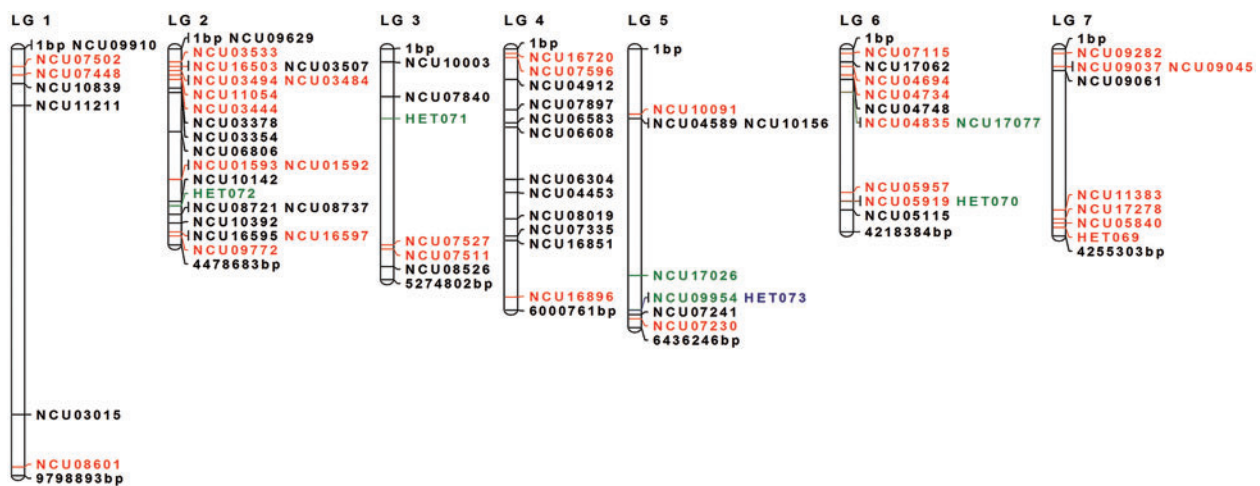 LG 1
1bp NCU09910
NCU07502
NCU07448
NCU10839
NCU11211
NCU03015
NCU08601
9798893bp
LG 2
1bp NCU09629
NCU03533
NCU16503 NCU03507
NCU03494 NCU03484
NCU11054
NCU03444
NCU03378
NCU03354
NCU06806
NCU01593 NCU01592
NCU10142
HET072
NCU08721 NCU08737
NCU10392
NCU16595 NCU16597
NCU09772
4478683bp
LG 3
1bp
NCU10003
NCU07840
HET071
NCU07527
NCU07511
NCU08526
5274802bp
LG 4
1bp
NCU16720
NCU07596
NCU04912
NCU07897
NCU06583
NCU06608
NCU06304
NCU04453
NCU08019
NCU07335
NCU16851
NCU16896
6000761bp
LG 5
1bp
NCU10091
NCU04589 NCU10156
NCU17026
NCU09954 HET073
NCU07241
NCU07230
6436246bp
LG 6
1bp
NCU07115
NCU17062
NCU04694
NCU04734
NCU04748
NCU04835 NCU17077
NCU05957
NCU05919 HET070
NCU05115
4218384bp
LG 7
1bp
NCU09282
NCU09037 NCU09045
NCU09061
NCU11383
NCU17278
NCU05840
HET069
4255303bp